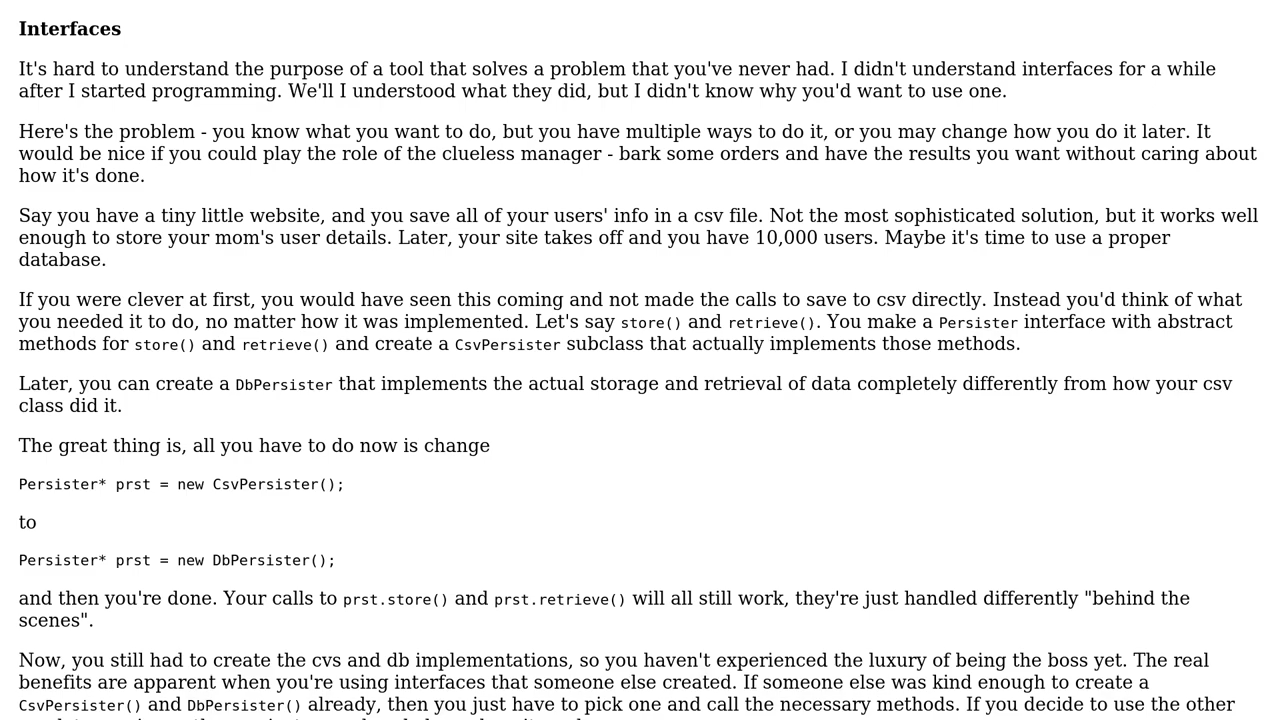 Interfaces
It's hard to understand the purpose of a tool that solves a problem that you've never had. I didn't understand interfaces for a while
after I started programming. We'll I understood what they did, but I didn't know why you'd want to use one.
Here's the problem - you know what you want to do, but you have multiple ways to do it, or you may change how you do it later. It
would be nice if you could play the role of the clueless manager - bark some orders and have the results you want without caring about
how it's done.
Say you have a tiny little website, and you save all of your users' info in a csv file. Not the most sophisticated solution, but it works well
enough to store your mom's user details. Later, your site takes off and you have 10,000 users. Maybe it's time to use a proper
database.
If you were clever at first, you would have seen this coming and not made the calls to save to csv directly. Instead you'd think of what
you needed it to do, no matter how it was implemented. Let's say store() and retrieve(). You make a Persister interface with abstract
methods for store() and retrieve() and create a CsvPersister subclass that actually implements those methods.
Later, you can create a DbPersister that implements the actual storage and retrieval of data completely differently from how your csv
class did it.
The great thing is, all you have to do now is change
Persister* prst = new CsvPersister();
to
Persister* prst = new DbPersister();
and then you're done. Your calls to prst.store() and prst.retrieve() will all still work, they're just handled differently "behind the
scenes".
Now, you still had to create the cvs and db implementations, so you haven't experienced the luxury of being the boss yet. The real
benefits are apparent when you're using interfaces that someone else created. If someone else was kind enough to create a
CsvPersister() and DbPersister() already, then you just have to pick one and call the necessary methods. If you decide to use the other